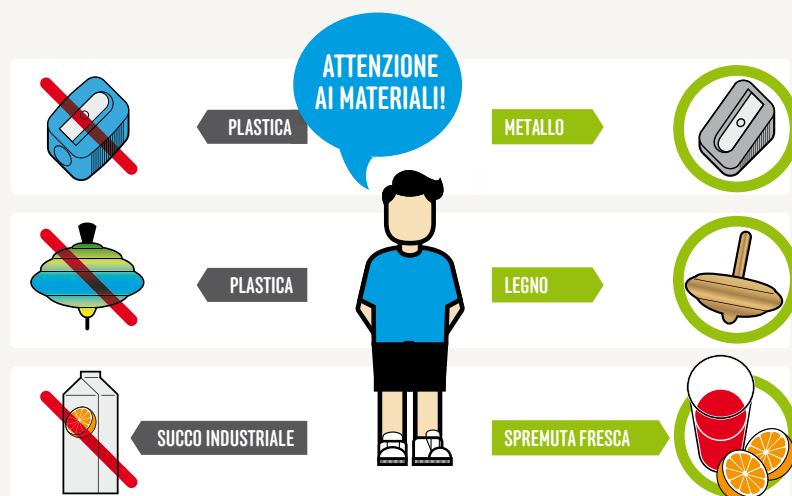 ATTENZIONE
AI MATERIALI!
PLASTICA
METALLO
PLASTICA
LEGNO
SUCCO INDUSTRIALE
SPREMUTA FRESCA